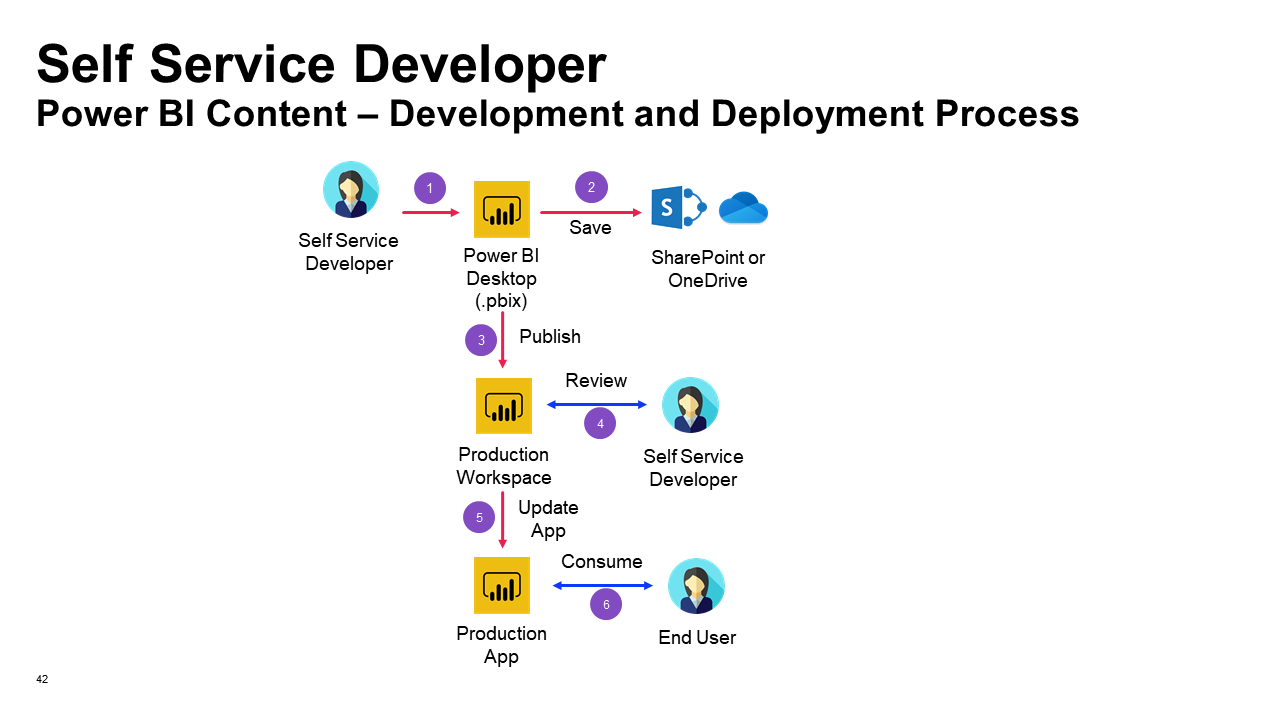 Self Service Developer
Power BI Content – Development and Deployment Process
1
2
Save
Self Service
Developer
Power BI
Desktop
(.pbix)
S
SharePoint or
OneDrive
3
Publish
Review
4
Production
Workspace
Self Service
Developer
5
Update
App
Consume
6
Production
App
End User
42